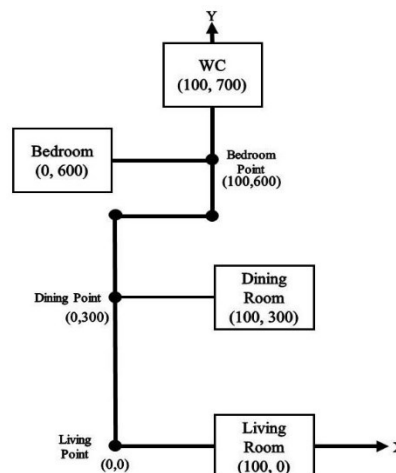 Y
WC
(100, 700)
Bedroom
(0, 600)
Bedroom
Point
(100,600)
Dining Point
(0,300)
Dining
Room
(100, 300)
Living
Point
(0,0)
Living
Room
(100, 0)
X